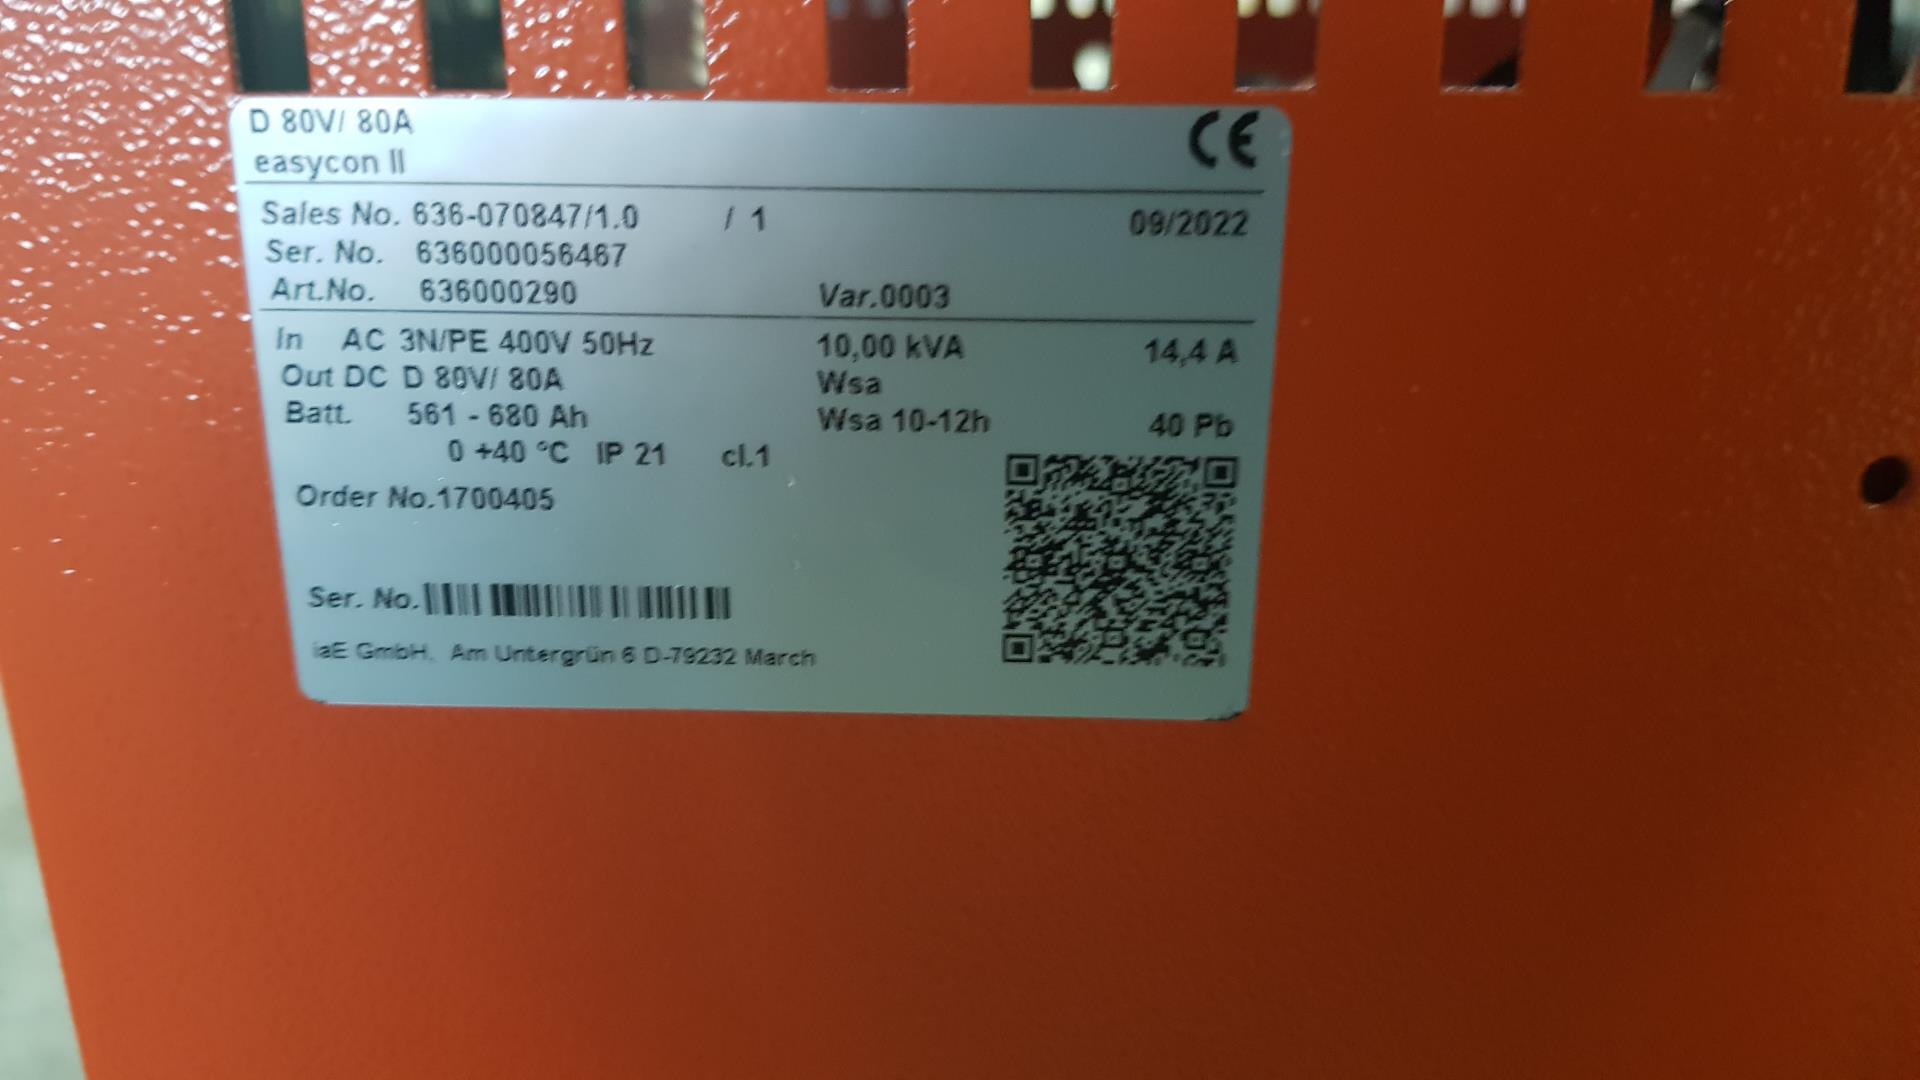 D 80V/ 80A CE
easycon II
Sales No. 636-070847/1.0 / 1 09/2022
Ser. No. 636000056467
Art.No. 636000290 Var.0003
In AC 3N/PE 400V 50Hz 10,00 kVA 14,4 A
Out DC D 80V/ 80A Wsa
Batt. 561 - 680 Ah Wsa 10-12h 40 Pb
0 +40 °C IP 21 cl.1
Order No.1700405
Ser. No.
iaE GmbH, Am Untergrün 6 D-79232 March